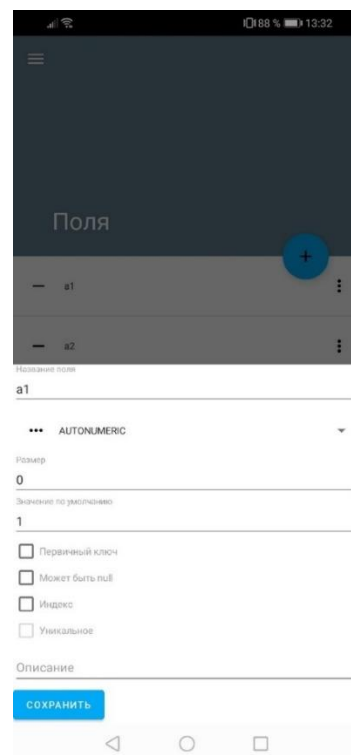 88 % 13:32
Поля
a1
a2
Название поля
a1
AUTONUMERIC
Размер
0
Значение по умолчанию
1
Первичный ключ
Может быть null
Индекс
Уникальное
Описание
СОХРАНИТЬ